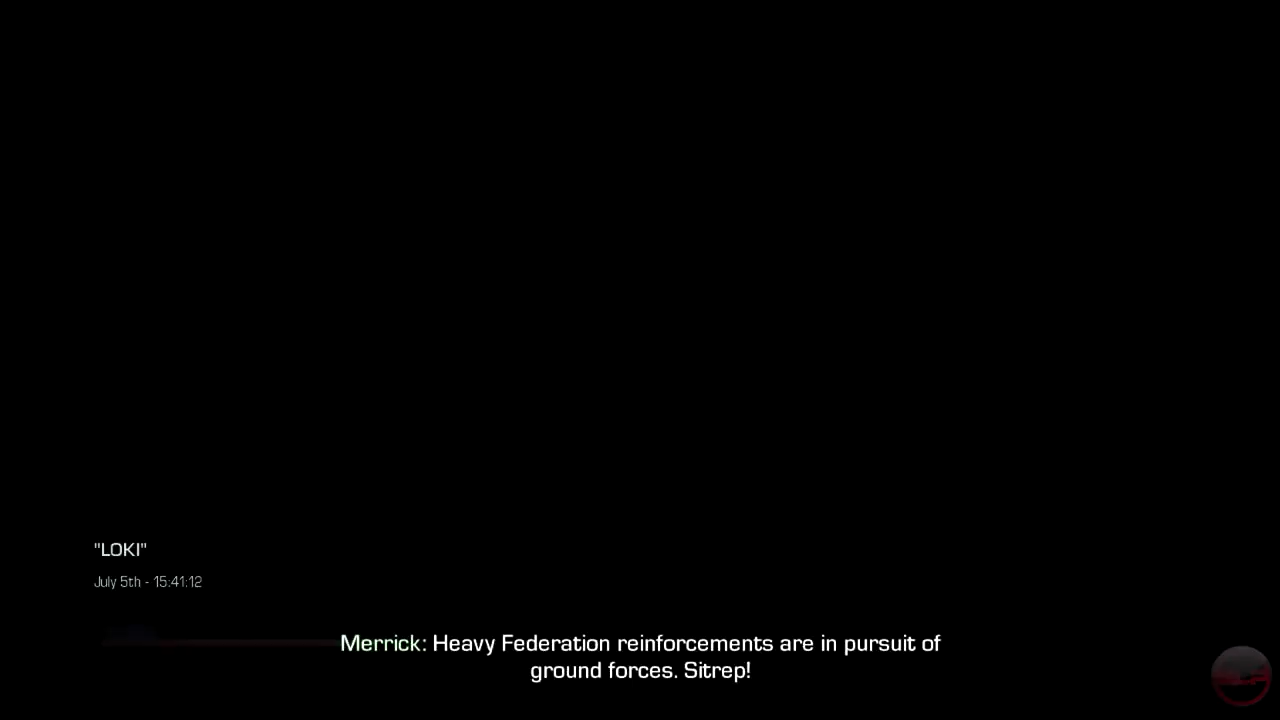 "LOKI"
July 5th - 15:41:12
Merrick: Heavy Federation reinforcements are in pursuit of
ground forces. Sitrep!